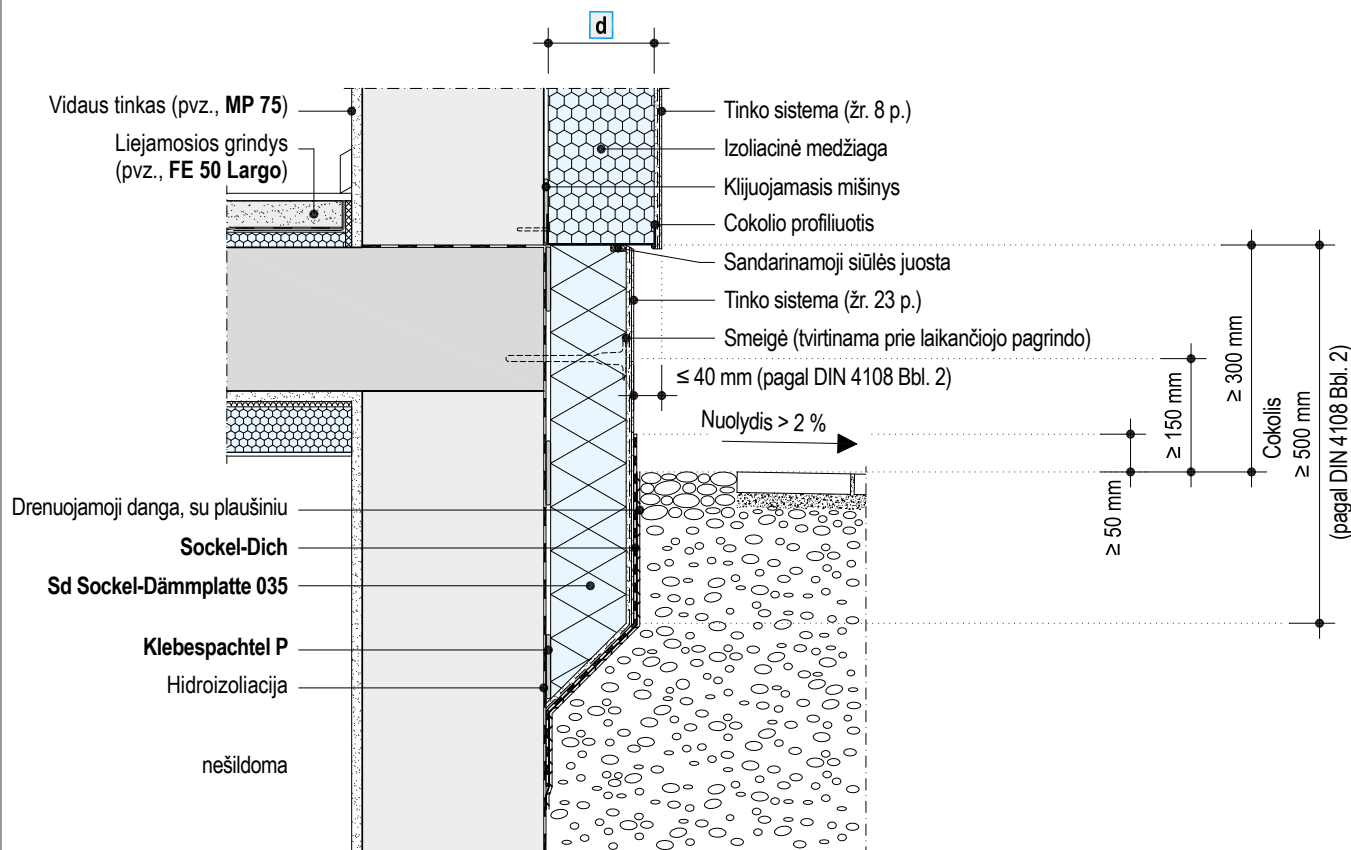 d
Vidaus tinkas (pvz., MP 75)
Liejamosios grindys
(pvz., FE 50 Largo)
Tinko sistema (žr. 8 p.)
Izoliacinė medžiaga
Klijuojamasis mišinys
Cokolio profiliuotis
Sandarinamoji siūlės juosta
Tinko sistema (žr. 23 p.)
Smeigė (tvirtinama prie laikančiojo pagrindo)
≤ 40 mm (pagal DIN 4108 Bbl. 2)
Nuolydis > 2 %
Drenuojamoji danga, su plaušiniu
Sockel-Dich
Sd Sockel-Dämmplatte 035
Klebespachtel P
Hidroizoliacija
nešildoma
≥ 50 mm
≥ 150 mm
≥ 300 mm
Cokolis
≥ 500 mm
(pagal DIN 4108 Bbl. 2)